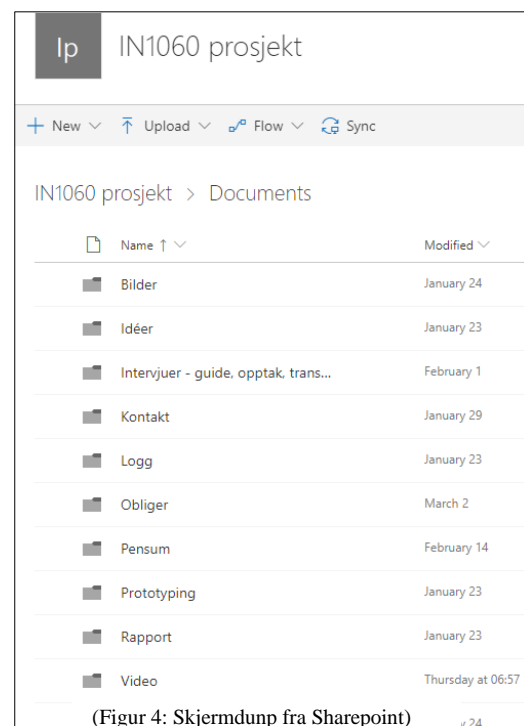 Ip IN1060 prosjekt
New Upload Flow Sync
IN1060 prosjekt > Documents
Name ↑ Modified
Bilder January 24
Idéer January 23
Intervjuer - guide, opptak, trans... February 1
Kontakt January 29
Logg January 23
Obliger March 2
Pensum February 14
Prototyping January 23
Rapport January 23
Video Thursday at 06:57
(Figur 4: Skjermdunp fra Sharepoint) 24